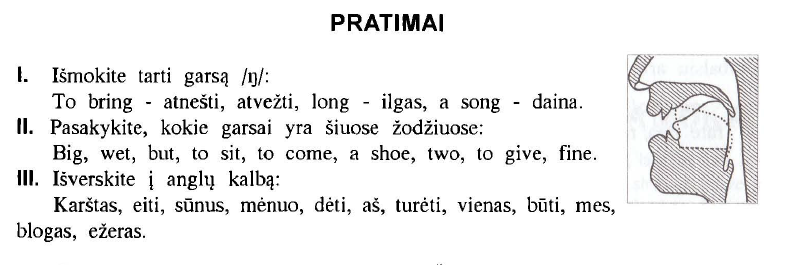 PRATIMAI
I. Išmokite tarti garsą /ŋ/:
To bring - atnešti, atvežti, long - ilgas, a song - daina.
II. Pasakykite, kokie garsai yra šiuose žodžiuose:
Big, wet, but, to sit, to come, a shoe, two, to give, fine.
III. Išverskite į anglų kalbą:
Karštas, eiti, sūnus, mėnuo, dėti, aš, turėti, vienas, būti, mes,
blogas, ežeras.